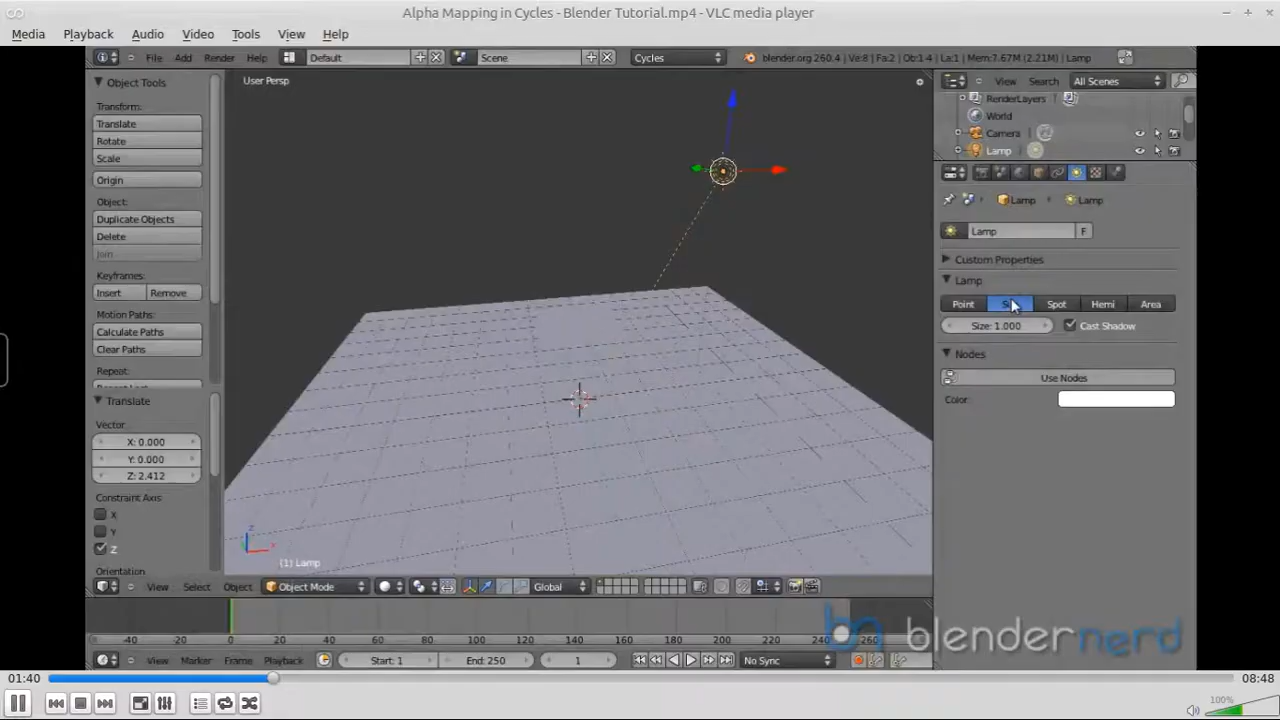 Alpha Mapping in Cycles - Blender Tutorial.mp4 - VLC media player
Media Playback Audio Video Tools View Help
File Add Render Help Default Scene Cycles blender.org 260.4 | Ve:8 | Fa:2 | Ob:1-4 | La:1 | Mem:7.67M (2.21M) | Lamp
Object Tools
User Persp
View Search All Scenes
RenderLayers
World
Camera
Lamp
Transform:
Translate
Rotate
Scale
Origin
Object:
Duplicate Objects
Delete
Join
Keyframes:
Insert Remove
Motion Paths:
Calculate Paths
Clear Paths
Repeat:
Translate
Vector:
X: 0.000
Y: 0.000
Z: 2.412
Constraint Axis
X
Y
Z
Orientation
Lamp Lamp
Lamp F
Custom Properties
Lamp
Point Spot Hemi Area
Size: 1.000 Cast Shadow
Nodes
Use Nodes
Color:
(1) Lamp
View Select Object Object Mode Global
-40 -20 0 20 40 60 80 100 120 140 160 180 200 220 240 260
View Marker Frame Playback Start: 1 End: 250 1 No Sync
blendernerd
01:40 08:48
100%